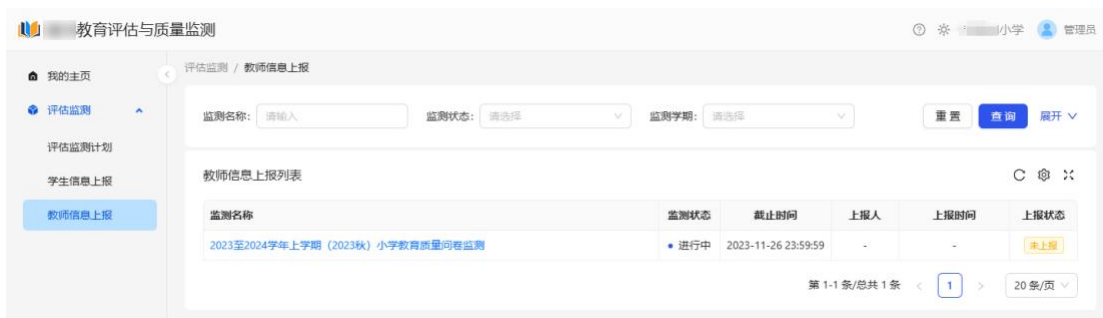 教育评估与质量监测
小学 管理员
我的主页
评估监测
评估监测计划
学生信息上报
教师信息上报
评估监测 / 教师信息上报
监测名称: 请输入 监测状态: 请选择 监测学期: 请选择 重置 查询 展开
教师信息上报列表
监测名称 监测状态 截止时间 上报人 上报时间 上报状态
2023至2024学年上学期（2023秋）小学教育质量问卷监测 进行中 2023-11-26 23:59:59 - - 未上报
第 1-1 条/总共 1 条 < 1 > 20 条/页